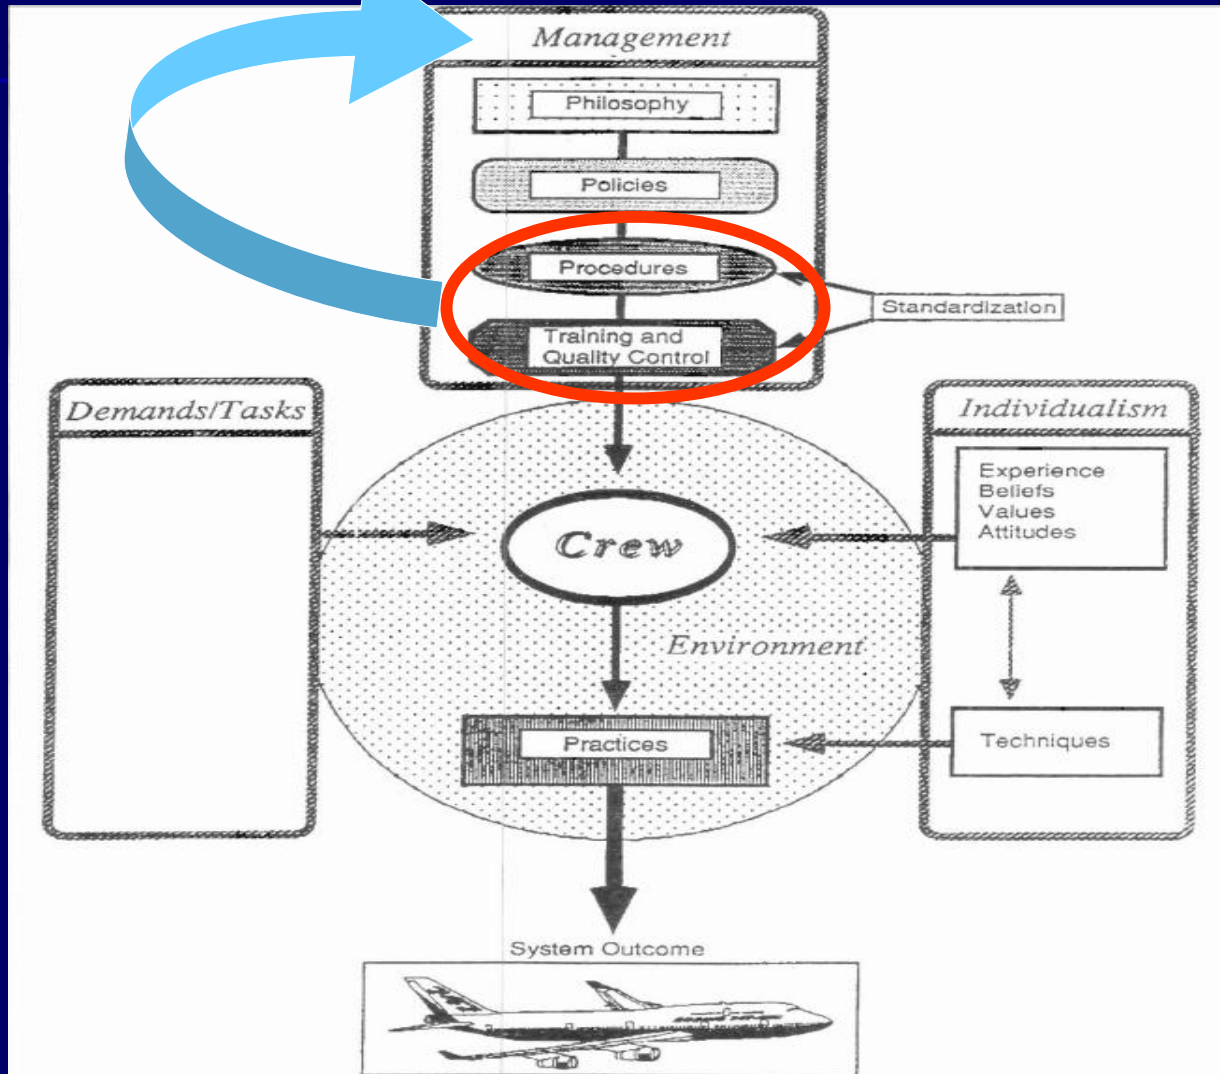 Management
Philosophy
Policies
Procedures
Standardization
Training and
Quality Control
Demands/Tasks
Individualism
Experience
Beliefs
Values
Attitudes
Crew
Environment
Practices
Techniques
System Outcome